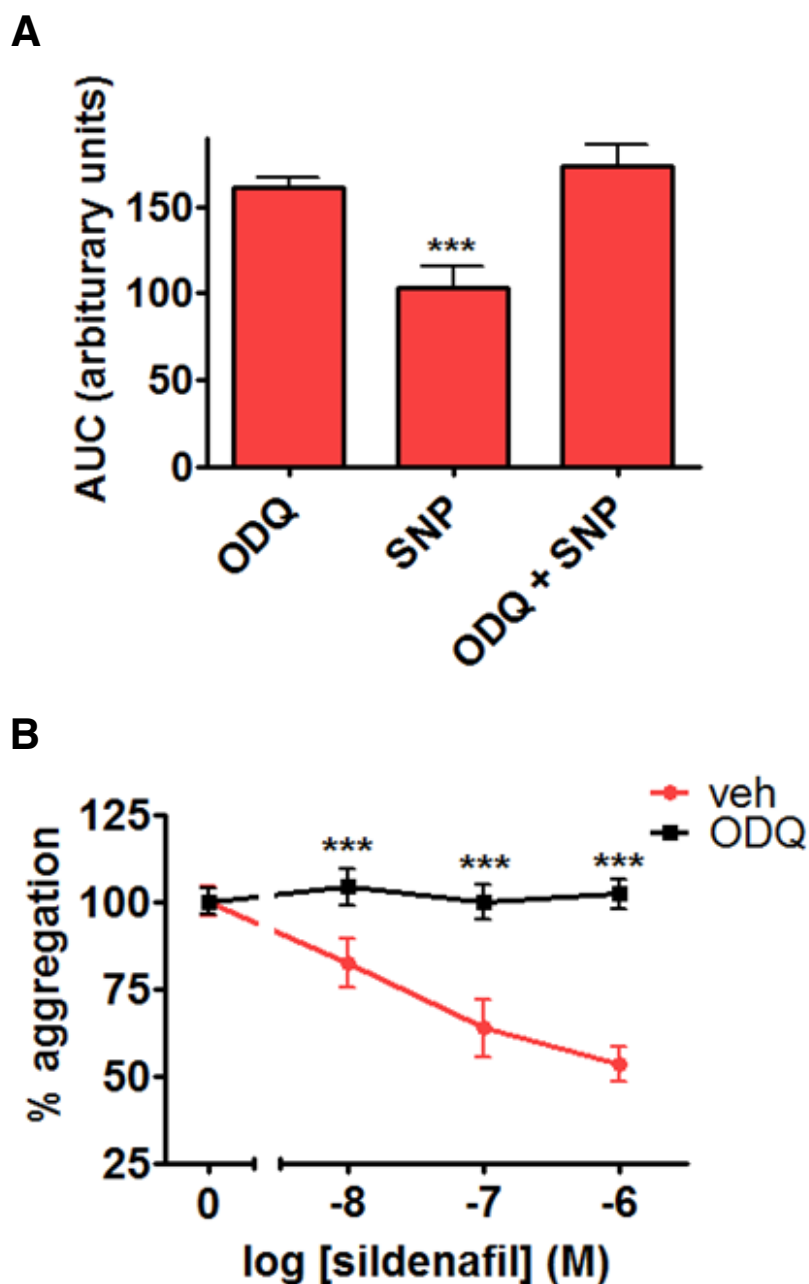 A
AUC (arbiturary units)
150
100
50
0
***
ODQ
SNP
ODQ + SNP
B
veh
ODQ
% aggregation
125
100
75
50
25
***
***
***
0
-8
-7
-6
log [sildenafil] (M)